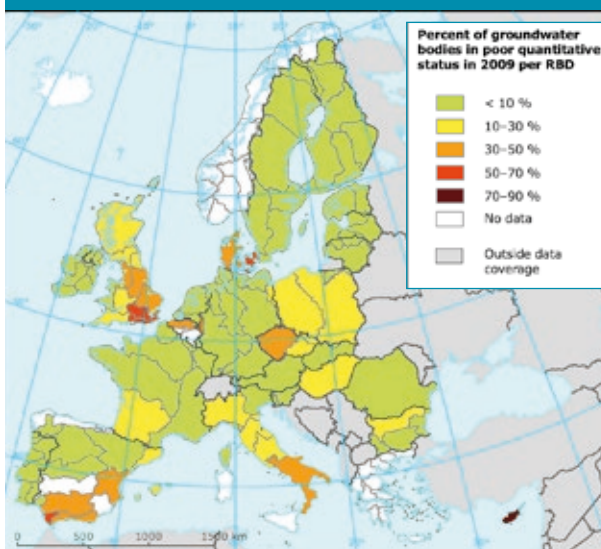 Percent of groundwater
bodies in poor quantitative
status in 2009 per RBD
< 10 %
10–30 %
30–50 %
50–70 %
70–90 %
No data
Outside data
coverage
0 500 1000 1500 km